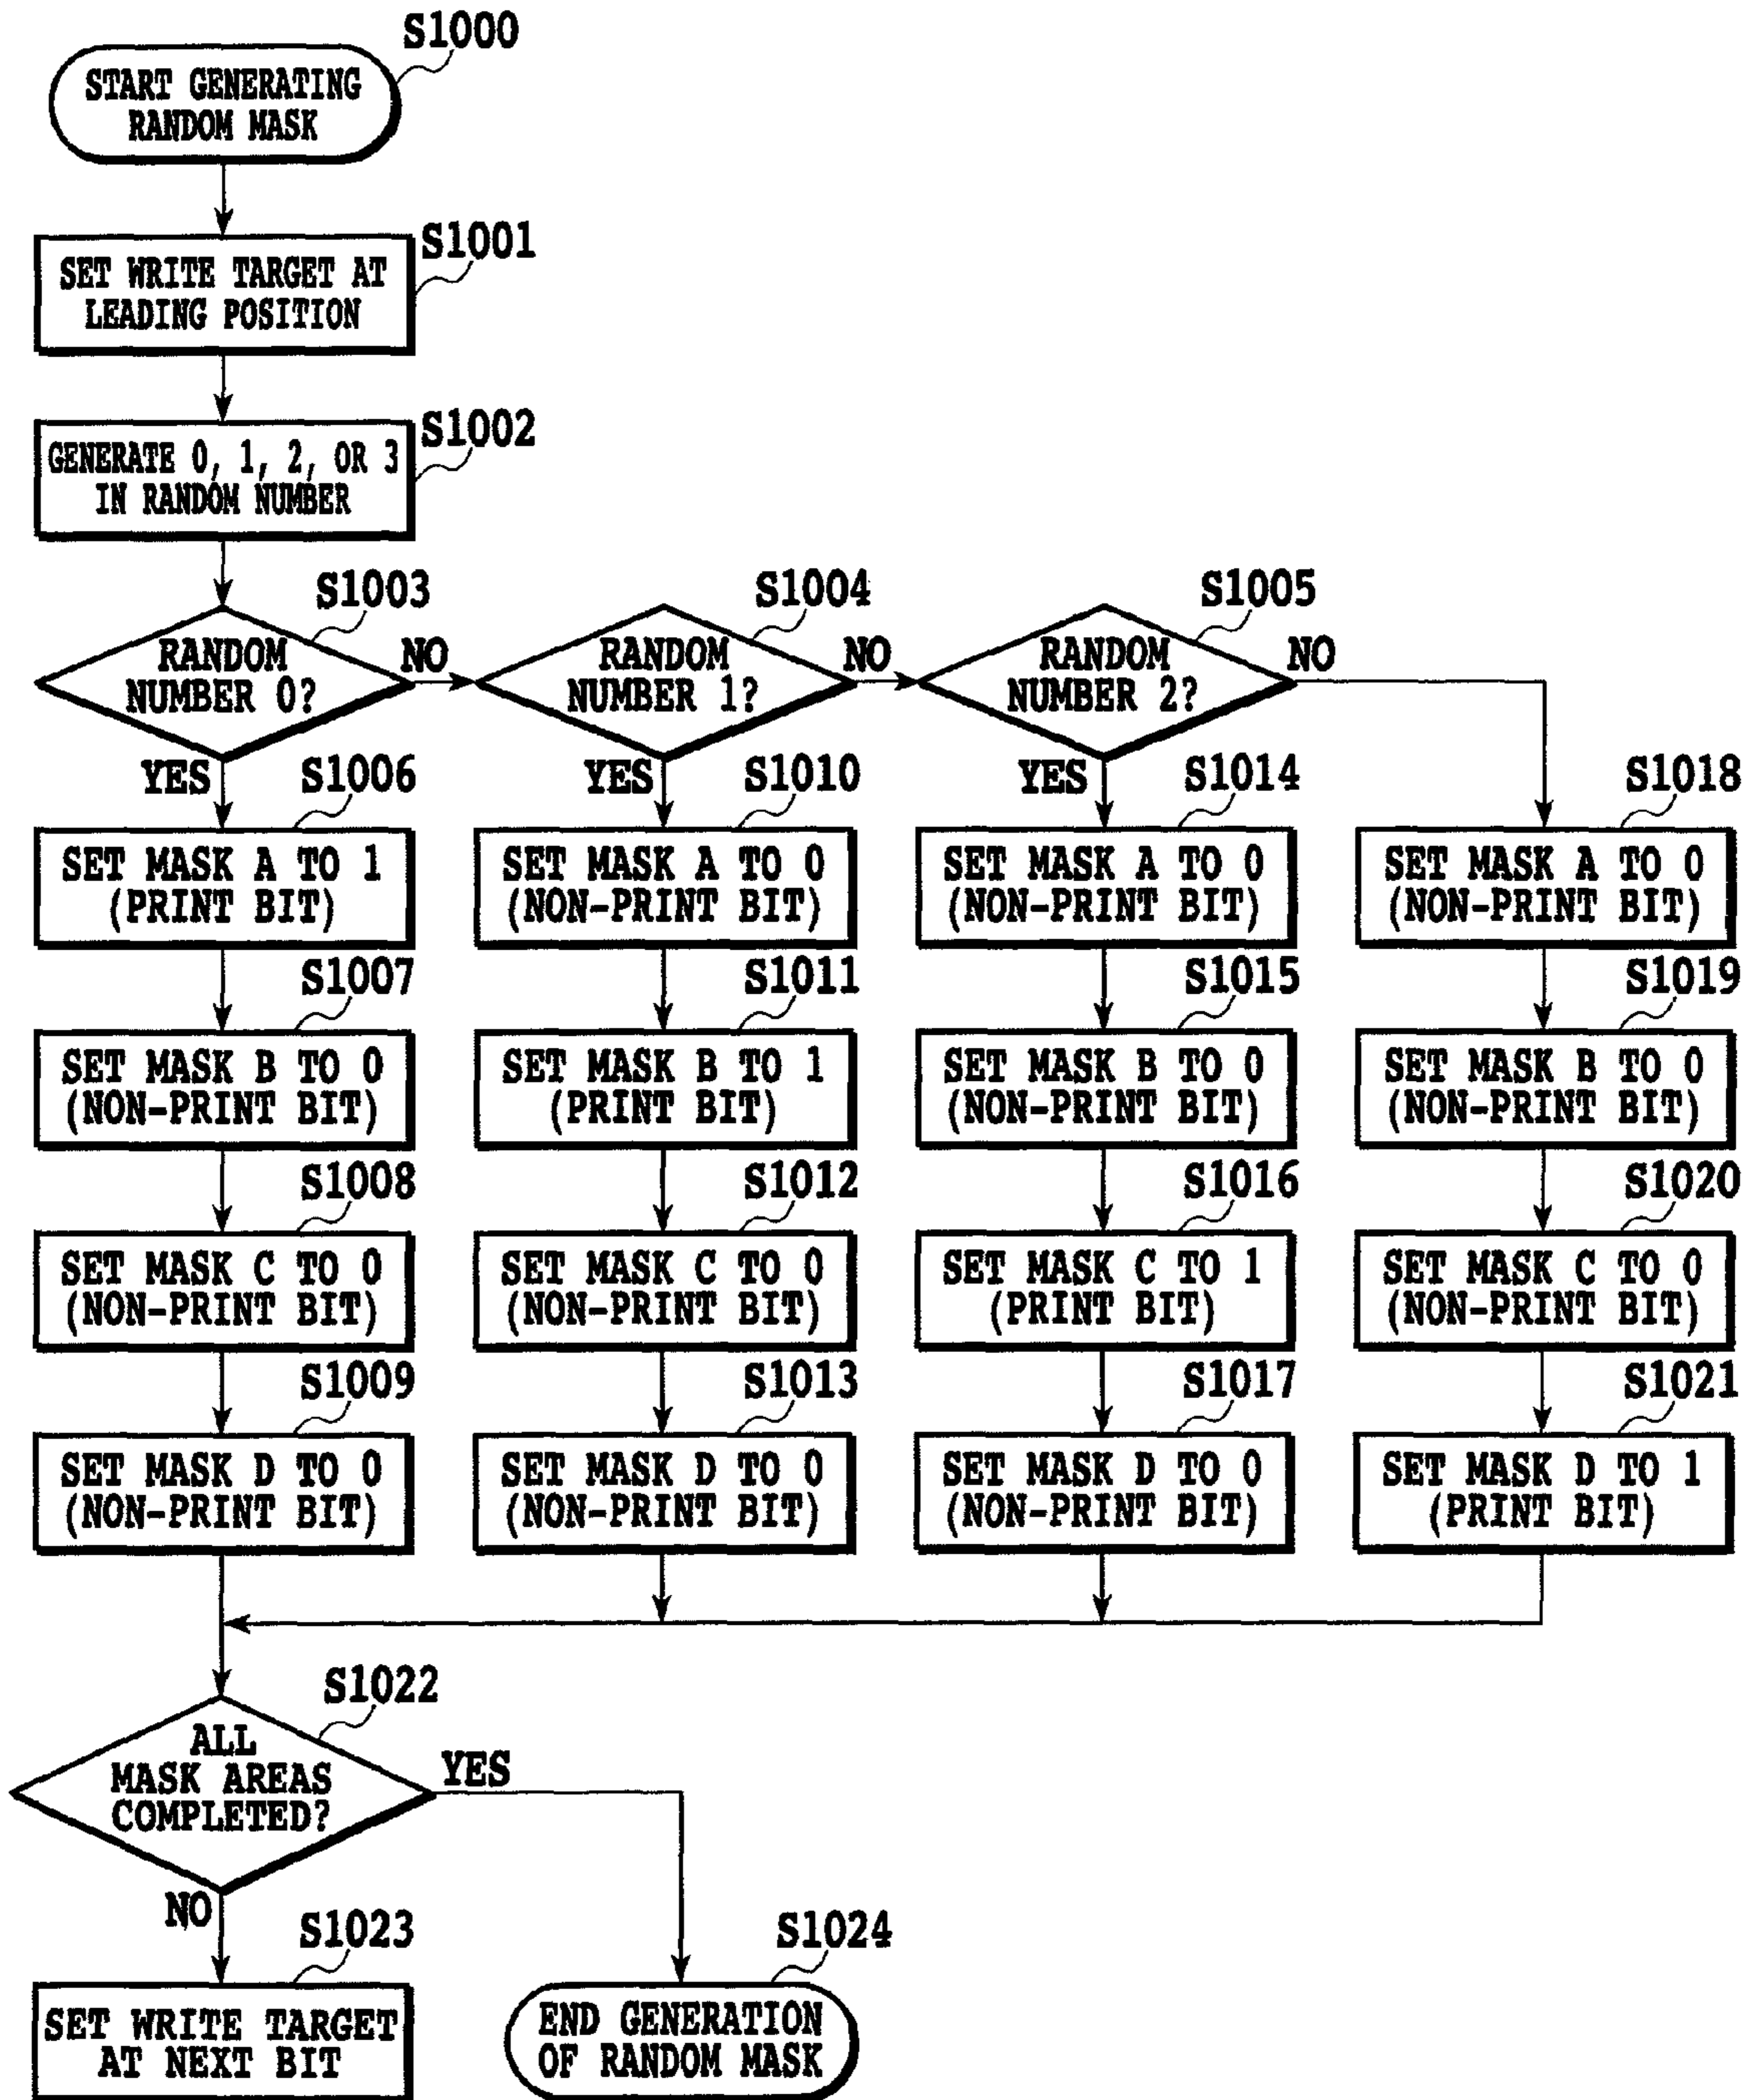 S1000
START GENERATING
RANDOM MASK
S1001
SET WRITE TARGET AT
LEADING POSITION
S1002
GENERATE 0, 1, 2, OR 3
IN RANDOM NUMBER
S1003
RANDOM
NUMBER 0?
NO
YES
S1004
RANDOM
NUMBER 1?
NO
YES
S1005
RANDOM
NUMBER 2?
NO
YES
S1006
SET MASK A TO 1
(PRINT BIT)
S1007
SET MASK B TO 0
(NON-PRINT BIT)
S1008
SET MASK C TO 0
(NON-PRINT BIT)
S1009
SET MASK D TO 0
(NON-PRINT BIT)
S1010
SET MASK A TO 0
(NON-PRINT BIT)
S1011
SET MASK B TO 1
(PRINT BIT)
S1012
SET MASK C TO 0
(NON-PRINT BIT)
S1013
SET MASK D TO 0
(NON-PRINT BIT)
S1014
SET MASK A TO 0
(NON-PRINT BIT)
S1015
SET MASK B TO 0
(NON-PRINT BIT)
S1016
SET MASK C TO 1
(PRINT BIT)
S1017
SET MASK D TO 0
(NON-PRINT BIT)
S1018
SET MASK A TO 0
(NON-PRINT BIT)
S1019
SET MASK B TO 0
(NON-PRINT BIT)
S1020
SET MASK C TO 0
(NON-PRINT BIT)
S1021
SET MASK D TO 1
(PRINT BIT)
S1022
ALL
MASK AREAS
COMPLETED?
YES
NO
S1023
SET WRITE TARGET
AT NEXT BIT
S1024
END GENERATION
OF RANDOM MASK